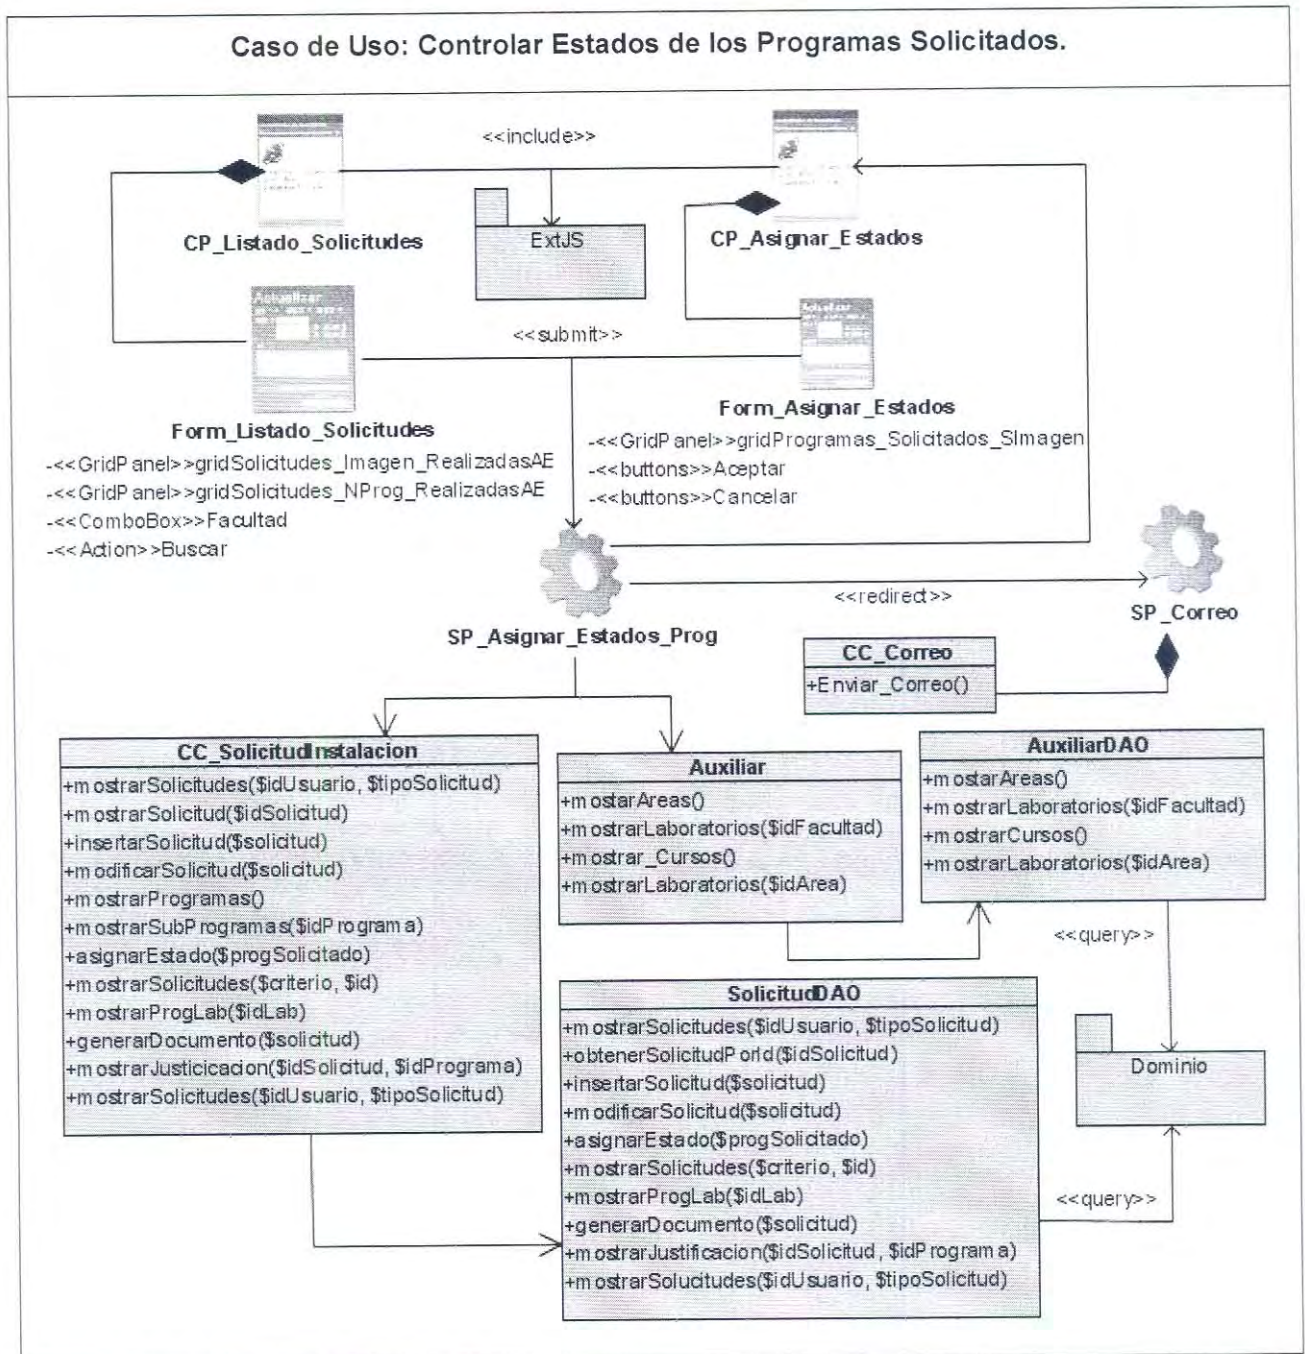 Caso de Uso: Controlar Estados de los Programas Solicitados.
<<include>>
CP_Listado_Solicitudes
ExtJS
CP_Asignar_Estados
Actualizar
<<submit>>
Form_Listado_Solicitudes
-<<GridPanel>>gridSolicitudes_Imagen_RealizadasAE
-<<GridPanel>>gridSolicitudes_NProg_RealizadasAE
-<<ComboBox>>Facultad
-<<Action>>Buscar
Form_Asignar_Estados
-<<GridPanel>>gridProgramas_Solicitados_SImagen
-<<buttons>>Aceptar
-<<buttons>>Cancelar
SP_Asignar_Estados_Prog
<<redirect>>
SP_Correo
CC_Correo
+Enviar_Correo()
CC_SolicitudInstalacion
+mostrarSolicitudes($idUsuario, $tipoSolicitud)
+mostrarSolicitud($idSolicitud)
+insertarSolicitud($solicitud)
+modificarSolicitud($solicitud)
+mostrarProgramas()
+mostrarSubProgramas($idPrograma)
+asignarEstado($progSolicitado)
+mostrarSolicitudes($criterio, $id)
+mostrarProgLab($idLab)
+generarDocumento($solicitud)
+mostrarJusticicacion($idSolicitud, $idPrograma)
+mostrarSolicitudes($idUsuario, $tipoSolicitud)
Auxiliar
+mostarAreas()
+mostrarLaboratorios($idFacultad)
+mostrar_Cursos()
+mostrarLaboratorios($idArea)
AuxiliarDAO
+mostarAreas()
+mostrarLaboratorios($idFacultad)
+mostrarCursos()
+mostrarLaboratorios($idArea)
<<query>>
SolicitudDAO
+mostrarSolicitudes($idUsuario, $tipoSolicitud)
+obtenerSolicitudPorId($idSolicitud)
+insertarSolicitud($solicitud)
+modificarSolicitud($solicitud)
+asignarEstado($progSolicitado)
+mostrarSolicitudes($criterio, $id)
+mostrarProgLab($idLab)
+generarDocumento($solicitud)
+mostrarJustificacion($idSolicitud, $idPrograma)
+mostrarSolucitudes($idUsuario, $tipoSolicitud)
Dominio
<<query>>